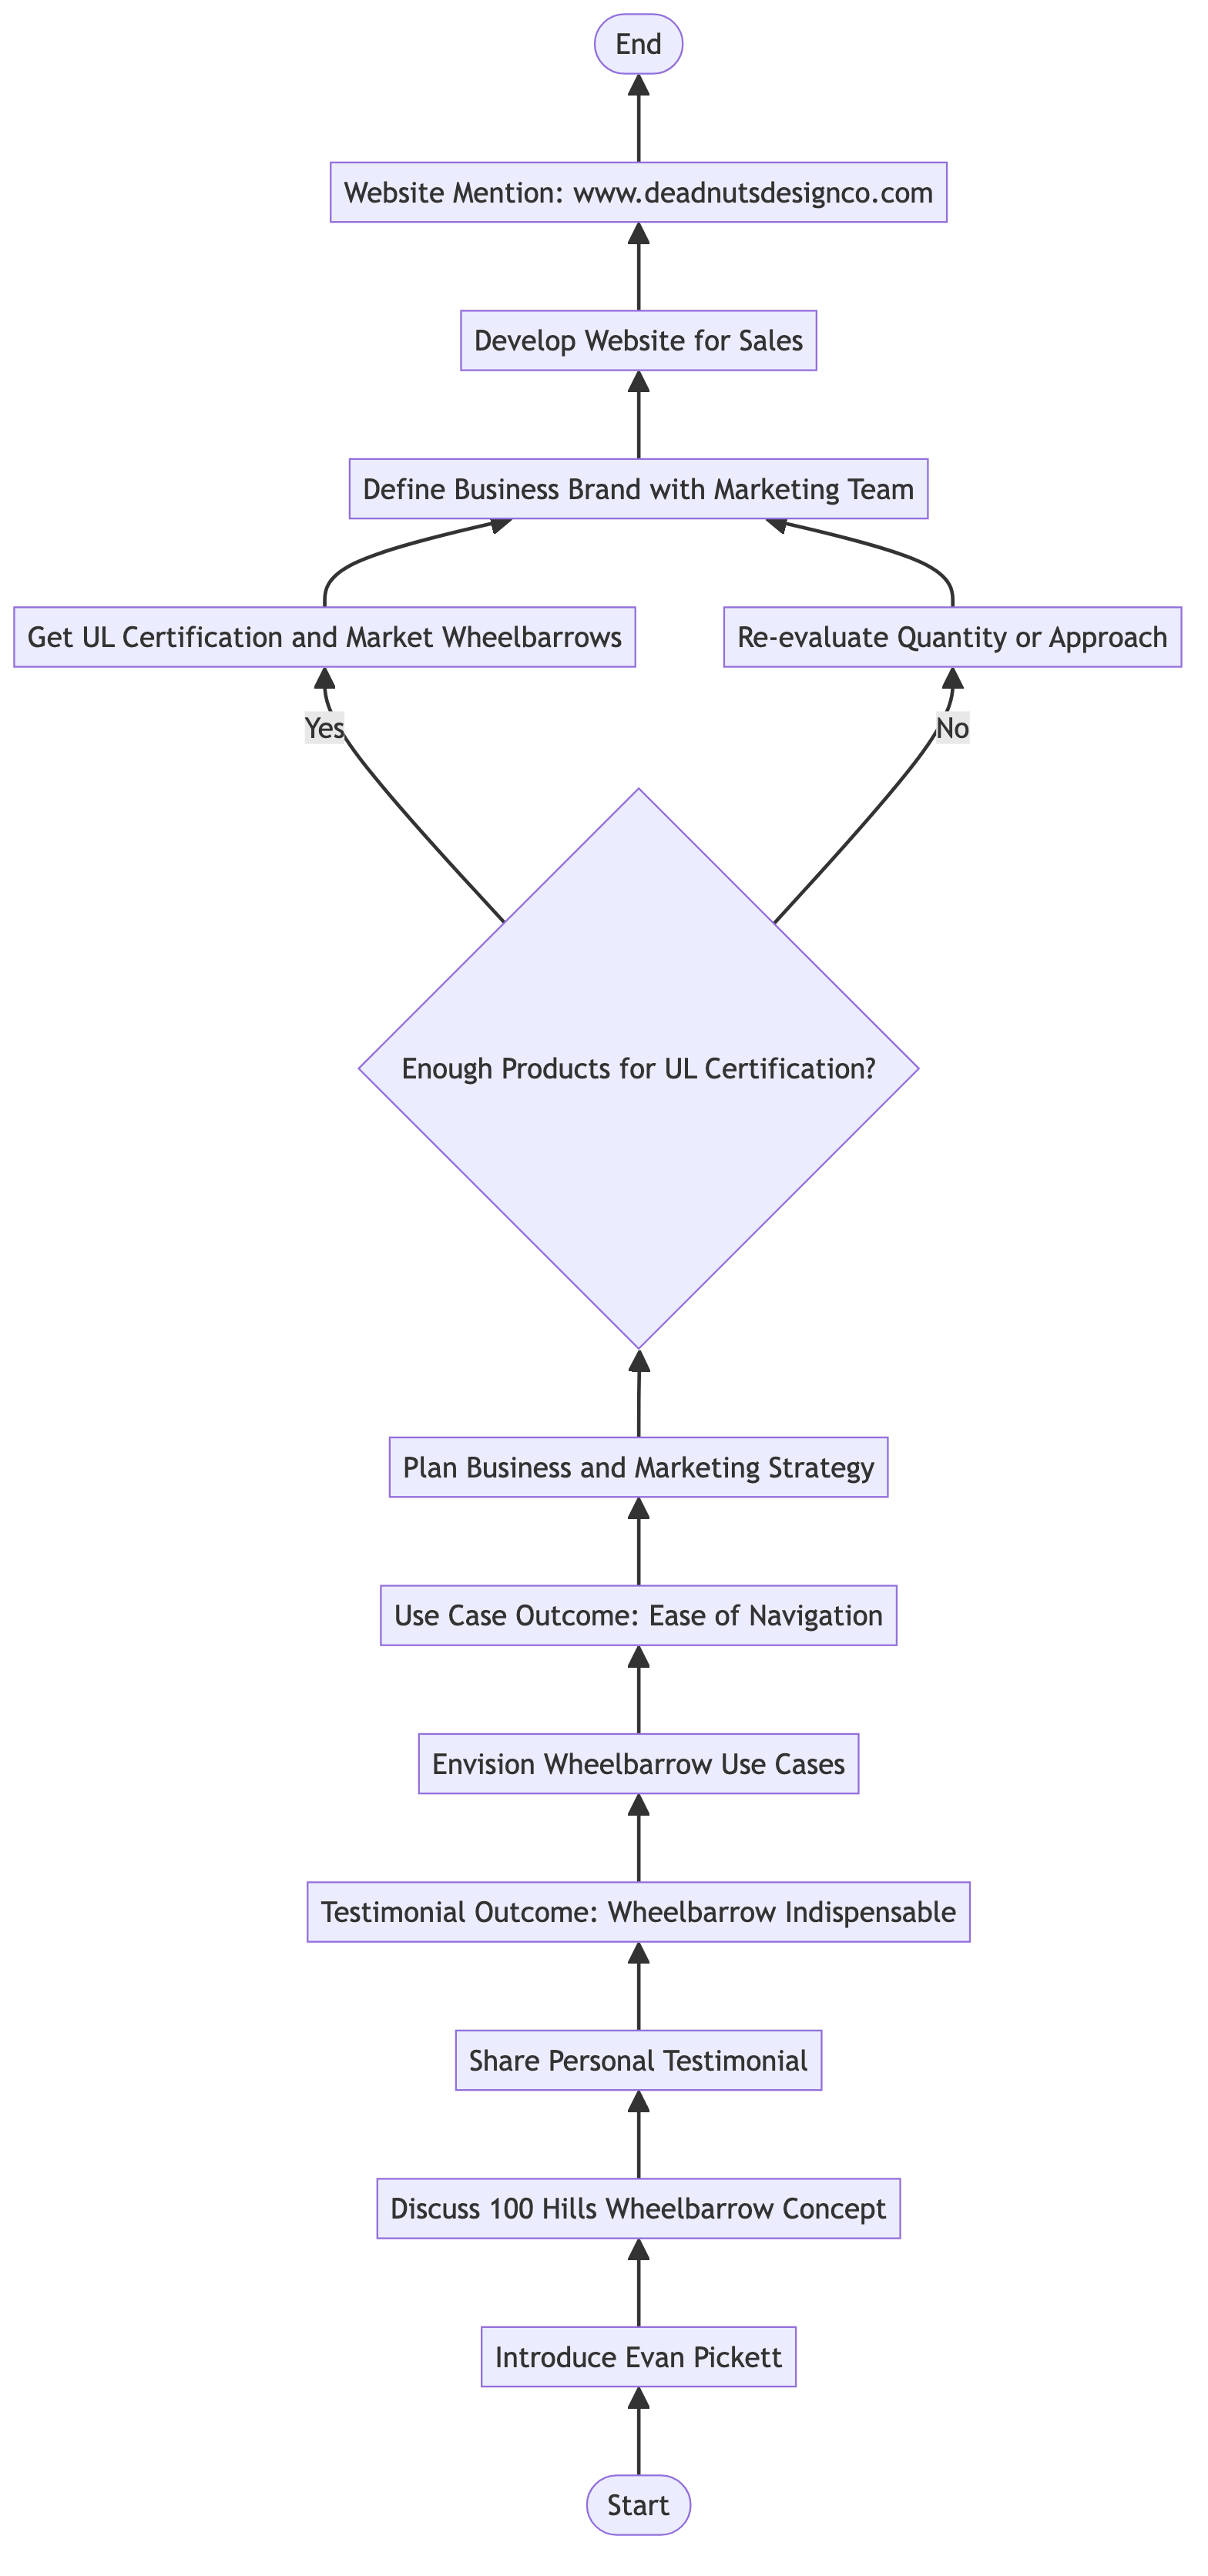 End
Website Mention: www.deadnutsdesignco.com
Develop Website for Sales
Define Business Brand with Marketing Team
Get UL Certification and Market Wheelbarrows
Re-evaluate Quantity or Approach
Yes
No
Enough Products for UL Certification?
Plan Business and Marketing Strategy
Use Case Outcome: Ease of Navigation
Envision Wheelbarrow Use Cases
Testimonial Outcome: Wheelbarrow Indispensable
Share Personal Testimonial
Discuss 100 Hills Wheelbarrow Concept
Introduce Evan Pickett
Start